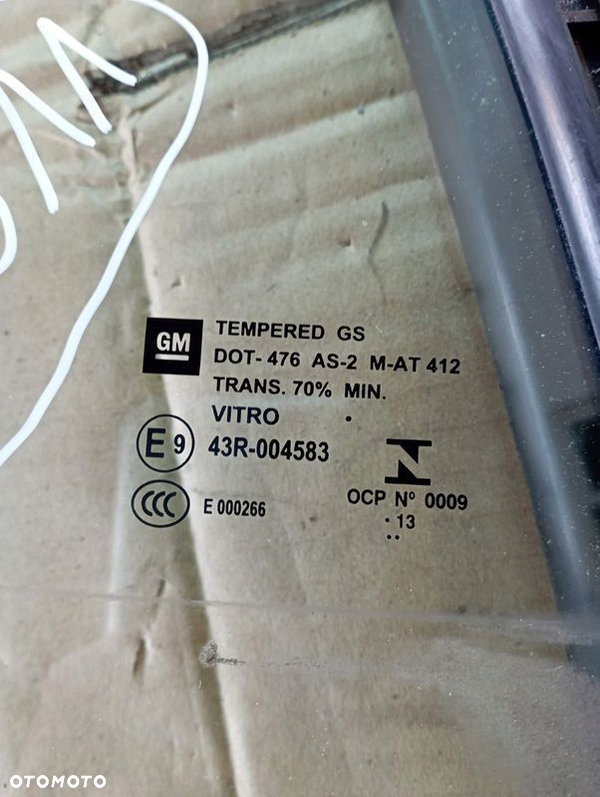 GM
TEMPERED GS
DOT- 476 AS-2 M-AT 412
TRANS. 70% MIN.
VITRO
E 9 43R-004583
CCC E 000266
OCP Nº 0009
· 13
··
OTOMOTO